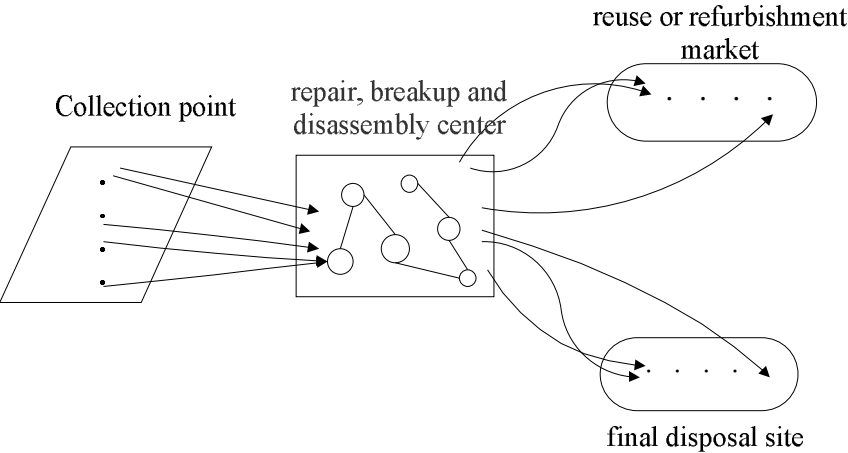 Collection point
repair, breakup and
disassembly center
reuse or refurbishment
market
final disposal site